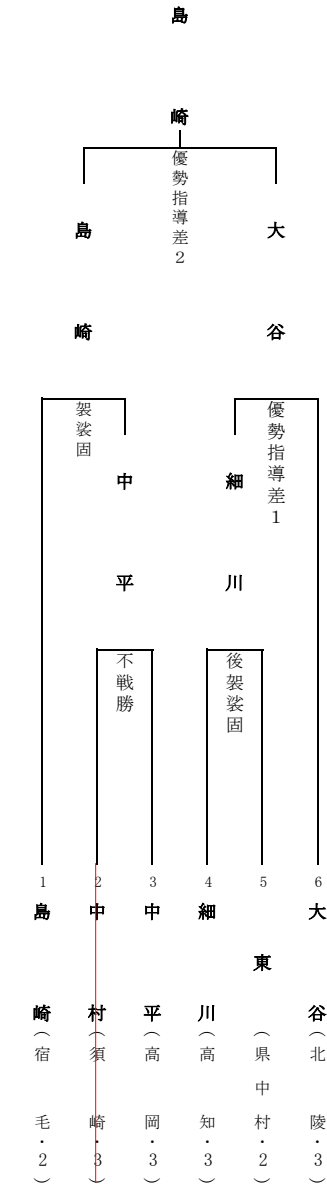 島崎
優勢指導差2
島崎
大谷
袈裟固
優勢指導差1
中平
細川
不戦勝
後袈裟固
1 2 3 4 5 6
島崎(宿毛・2)
中村(須崎・3)
中平(高岡・3)
細川(高知・3)
東(県中村・2)
大谷(北陵・3)